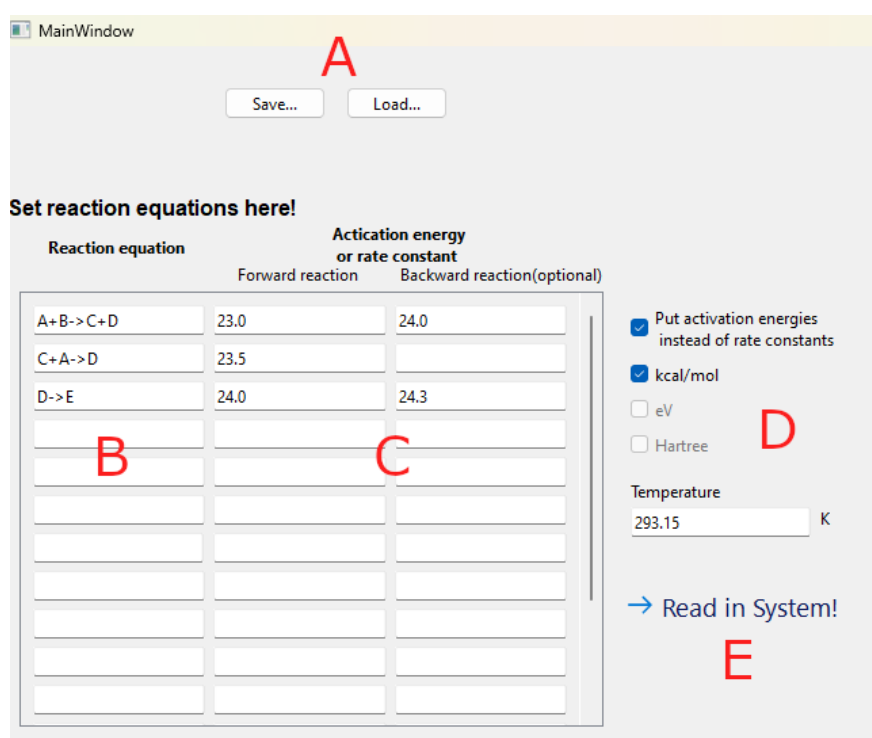 MainWindow
A
Save... Load...
Set reaction equations here!
Reaction equation
Actication energy
or rate constant
Forward reaction Backward reaction(optional)
A+B->C+D 23.0 24.0
C+A->D 23.5
D->E 24.0 24.3
B C
Put activation energies
instead of rate constants
kcal/mol
eV
Hartree
D
Temperature
293.15 K
→ Read in System!
E